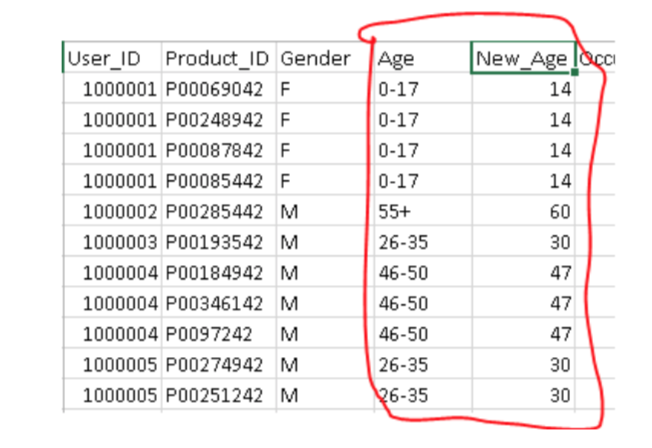 User_ID Product_ID Gender Age New_Age Occu
1000001 P00069042 F 0-17 14
1000001 P00248942 F 0-17 14
1000001 P00087842 F 0-17 14
1000001 P00085442 F 0-17 14
1000002 P00285442 M 55+ 60
1000003 P00193542 M 26-35 30
1000004 P00184942 M 46-50 47
1000004 P00346142 M 46-50 47
1000004 P0097242 M 46-50 47
1000005 P00274942 M 26-35 30
1000005 P00251242 M 26-35 30